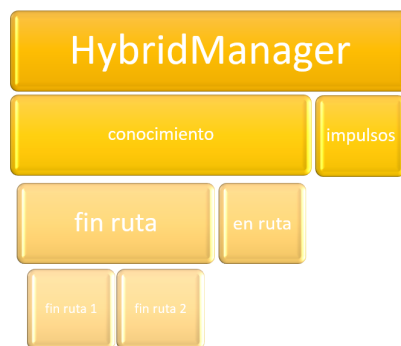 HybridManager
conocimiento
impulsos
fin ruta
en ruta
fin ruta 1
fin ruta 2